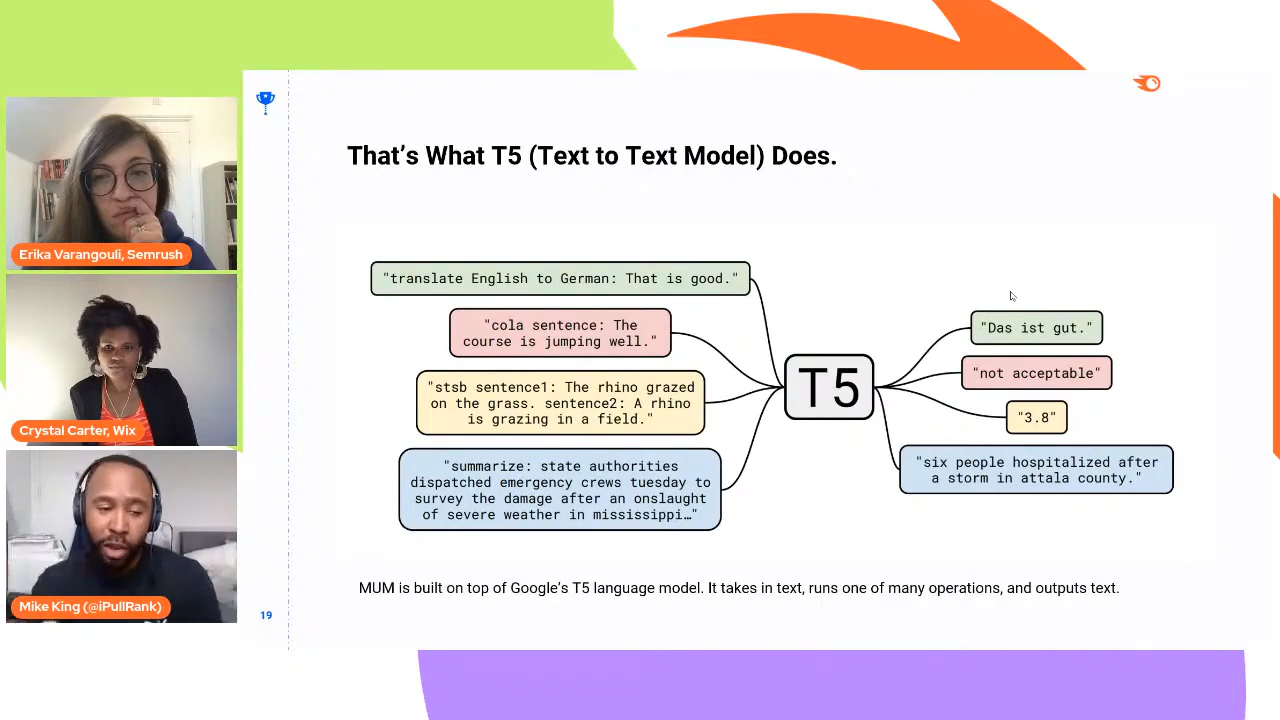 That's What T5 (Text to Text Model) Does.
Erika Varangouli, Semrush
Crystal Carter, Wix
Mike King (@iPullRank)
"translate English to German: That is good."
"cola sentence: The
course is jumping well."
"stsb sentence1: The rhino grazed
on the grass. sentence2: A rhino
is grazing in a field."
"summarize: state authorities
dispatched emergency crews tuesday to
survey the damage after an onslaught
of severe weather in mississippi…"
T5
"Das ist gut."
"not acceptable"
"3.8"
"six people hospitalized after
a storm in attala county."
MUM is built on top of Google's T5 language model. It takes in text, runs one of many operations, and outputs text.
19